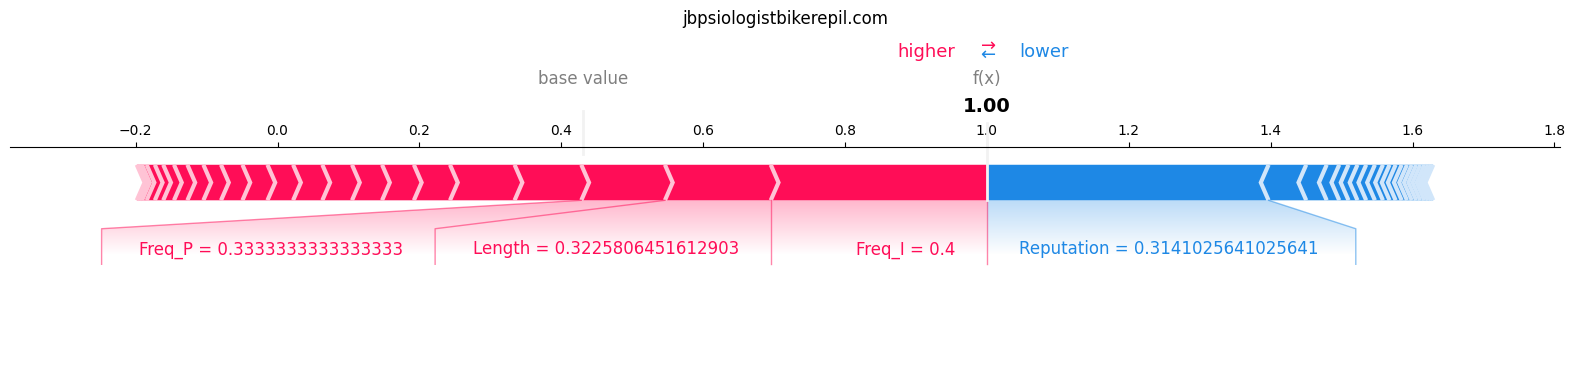 jbpsiologistbikerepil.com
higher → ← lower
base value f(x)
1.00
−0.2 0.0 0.2 0.4 0.6 0.8 1.0 1.2 1.4 1.6 1.8
Freq_P = 0.3333333333333333 Length = 0.3225806451612903 Freq_I = 0.4 Reputation = 0.3141025641025641